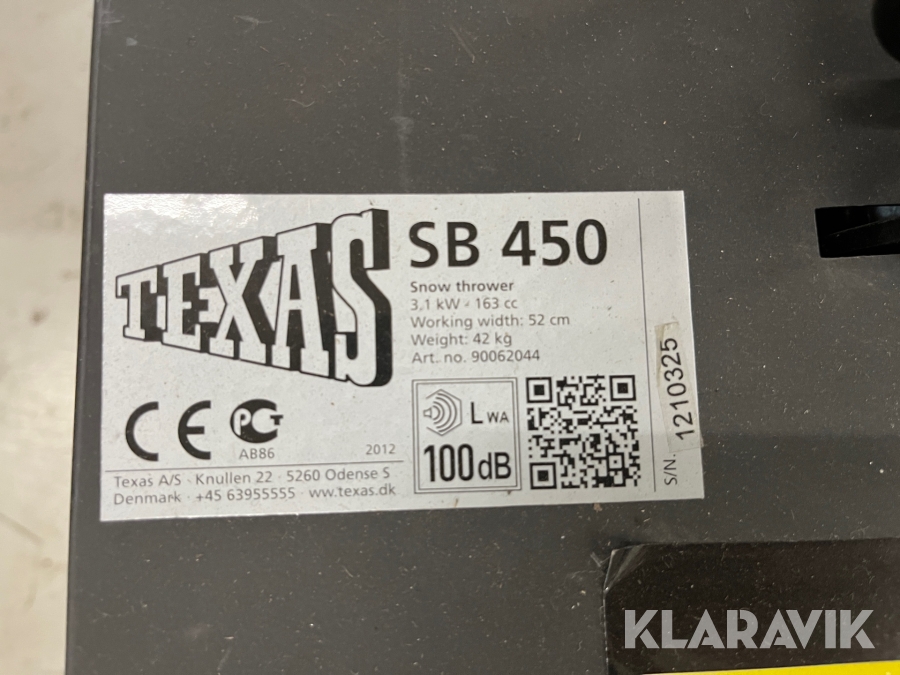 TEXAS
SB 450
Snow thrower
3,1 kW - 163 cc
Working width: 52 cm
Weight: 42 kg
Art. no. 90062044
CE
PCT
AB86
2012
LWA
100dB
Texas A/S · Knullen 22 · 5260 Odense S
Denmark · +45 63955555 · www.texas.dk
S/N. 1210325
KLARAVIK